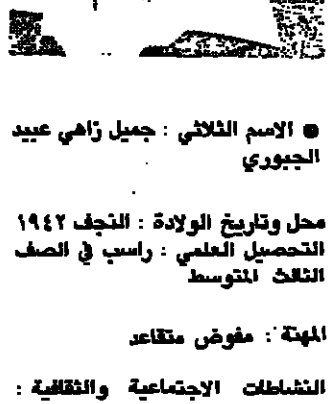 ● الاسم الثلاثي : جميل زاهي عبيد
الجبوري
محل وتاريخ الولادة : النجف ١٩٤٢
التحصيل العلمي : راسب في الصف
الثالث المتوسط
المهنة : مفوض متقاعد
النشاطات الاجتماعية والثقافية :